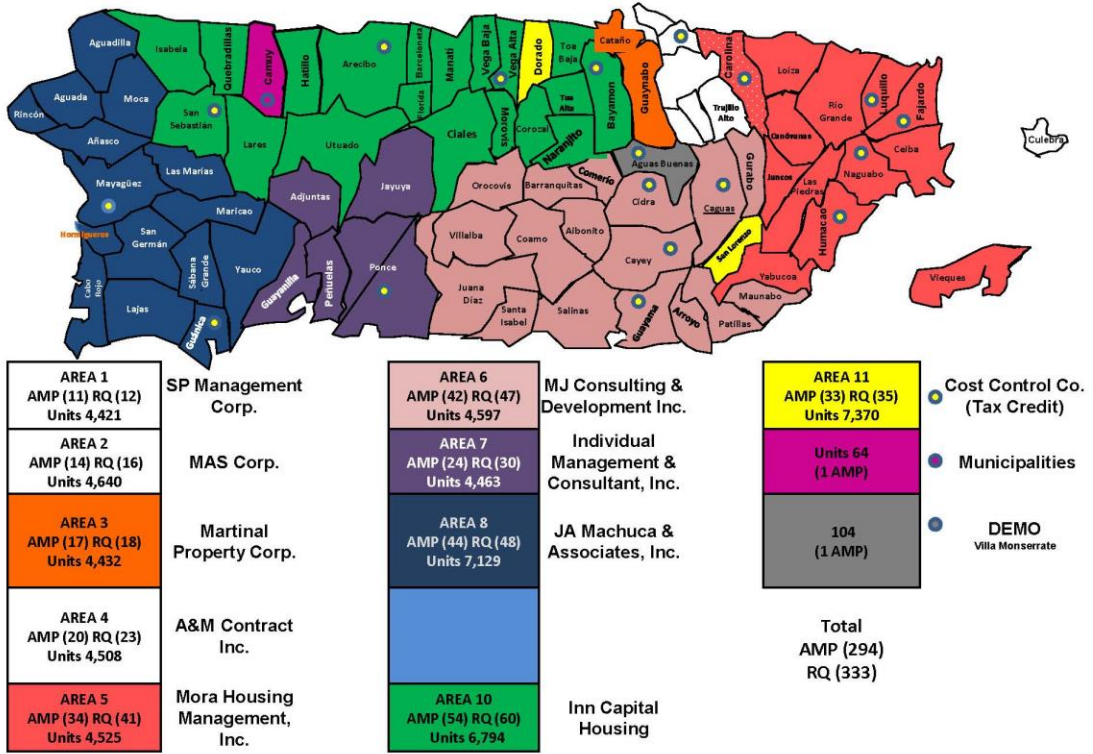 Aguadilla
Isabela
Quebradillas
Camuy
Hatillo
Arecibo
Barceloneta
Manatí
Vega Baja
Vega Alta
Dorado
Toa
Baja
Cataño
Guaynabo
Carolina
Loiza
Luquillo
Fajardo
Aguada
Moca
Rincón
Añasco
San
Sebastián
Lares
Utuado
Florida
Ciales
Morovis
Corozal
Toa
Alta
Naranjito
Bayamon
Trujillo
Alto
Canóvanas
Río
Grande
Ceiba
Culebra
Mayagüez
Las Marías
Adjuntas
Jayuya
Orocovis
Barranquitas
Comerío
Aguas Buenas
Cidra
Caguas
Gurabo
Juncos
Las
Piedras
Naguabo
Maricao
Hormigueros
San
Germán
Sabana
Grande
Yauco
Guayanilla
Peñuelas
Ponce
Villalba
Coamo
Aibonito
Cayey
San Lorenzo
Humacao
Yabucoa
Vieques
Cabo
Rojo
Lajas
Guánica
Juana
Díaz
Santa
Isabel
Salinas
Guayama
Arroyo
Patillas
Maunabo
AREA 1
AMP (11) RQ (12)
Units 4,421
SP Management
Corp.
AREA 2
AMP (14) RQ (16)
Units 4,640
MAS Corp.
AREA 3
AMP (17) RQ (18)
Units 4,432
Martinal
Property Corp.
AREA 4
AMP (20) RQ (23)
Units 4,508
A&M Contract
Inc.
AREA 5
AMP (34) RQ (41)
Units 4,525
Mora Housing
Management,
Inc.
AREA 6
AMP (42) RQ (47)
Units 4,597
MJ Consulting &
Development Inc.
AREA 7
AMP (24) RQ (30)
Units 4,463
Individual
Management &
Consultant, Inc.
AREA 8
AMP (44) RQ (48)
Units 7,129
JA Machuca &
Associates, Inc.
AREA 10
AMP (54) RQ (60)
Units 6,794
Inn Capital
Housing
AREA 11
AMP (33) RQ (35)
Units 7,370
Cost Control Co.
(Tax Credit)
Units 64
(1 AMP)
Municipalities
104
(1 AMP)
DEMO
Villa Monserrate
Total
AMP (294)
RQ (333)